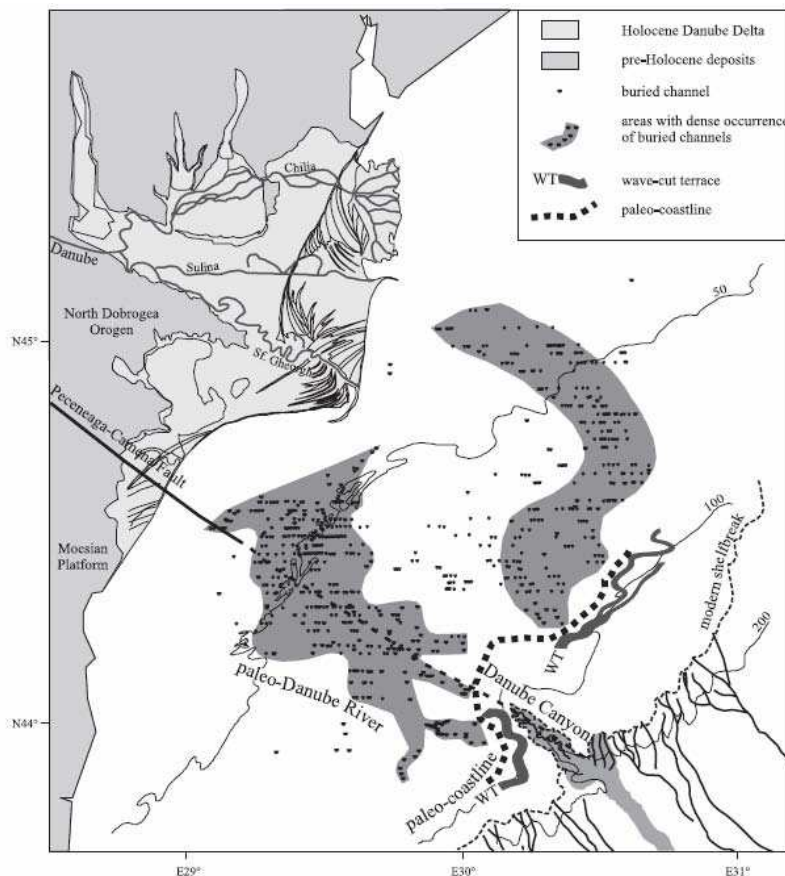 Holocene Danube Delta
pre-Holocene deposits
buried channel
areas with dense occurrence
of buried channels
WT
wave-cut terrace
paleo-coastline
Chilia
Danube
Sulina
50
North Dobrogea
Orogen
N45°
Sf. Gheorghe
Peceneaga-Camena Fault
100
Moesian
Platform
modern shelfbreak
200
WT
paleo-Danube River
Danube Canyon
N44°
paleo-coastline
WT
E29°
E30°
E31°